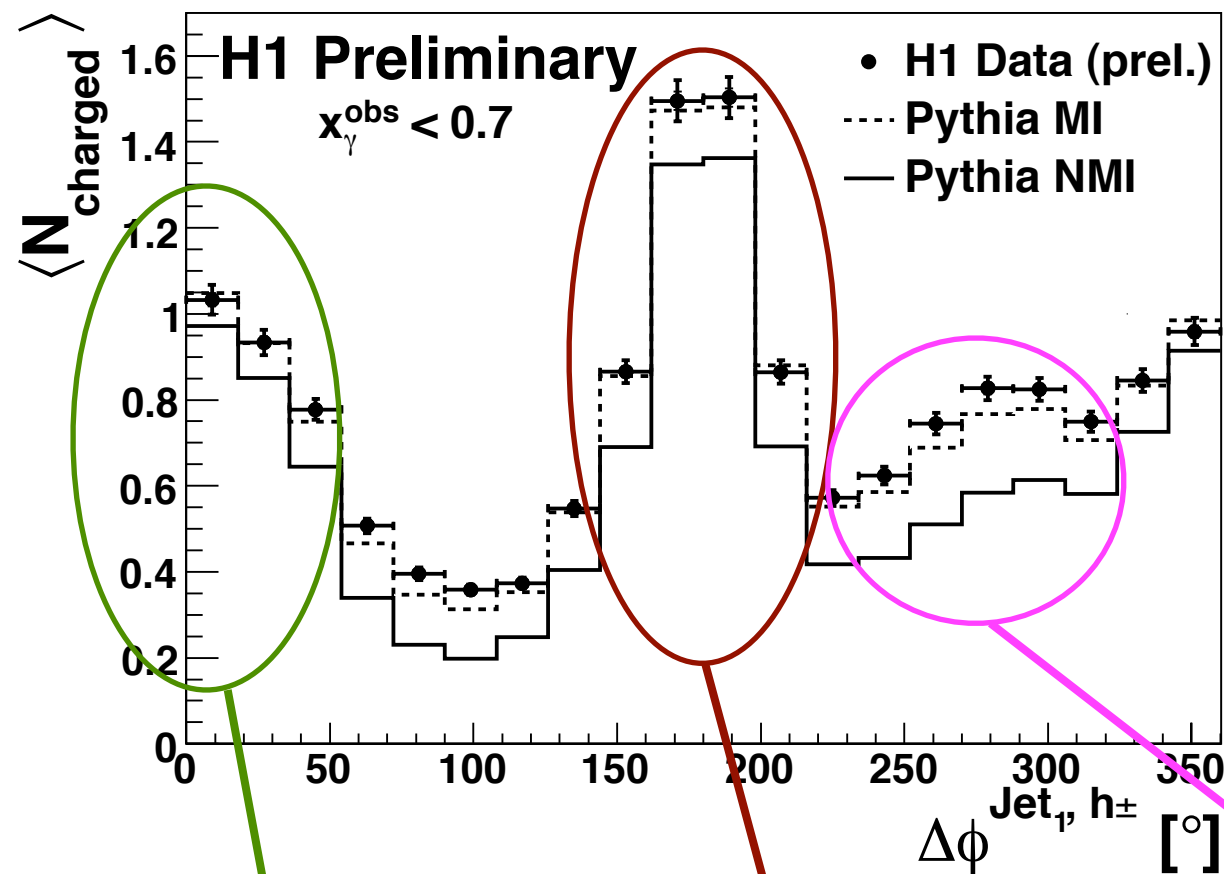 H1 Preliminary
x_γ^obs < 0.7
H1 Data (prel.)
Pythia MI
Pythia NMI
⟨N_charged⟩
1.6
1.4
1.2
1
0.8
0.6
0.4
0.2
0
0 50 100 150 200 250 300 350
Δϕ^Jet₁, h± [°]